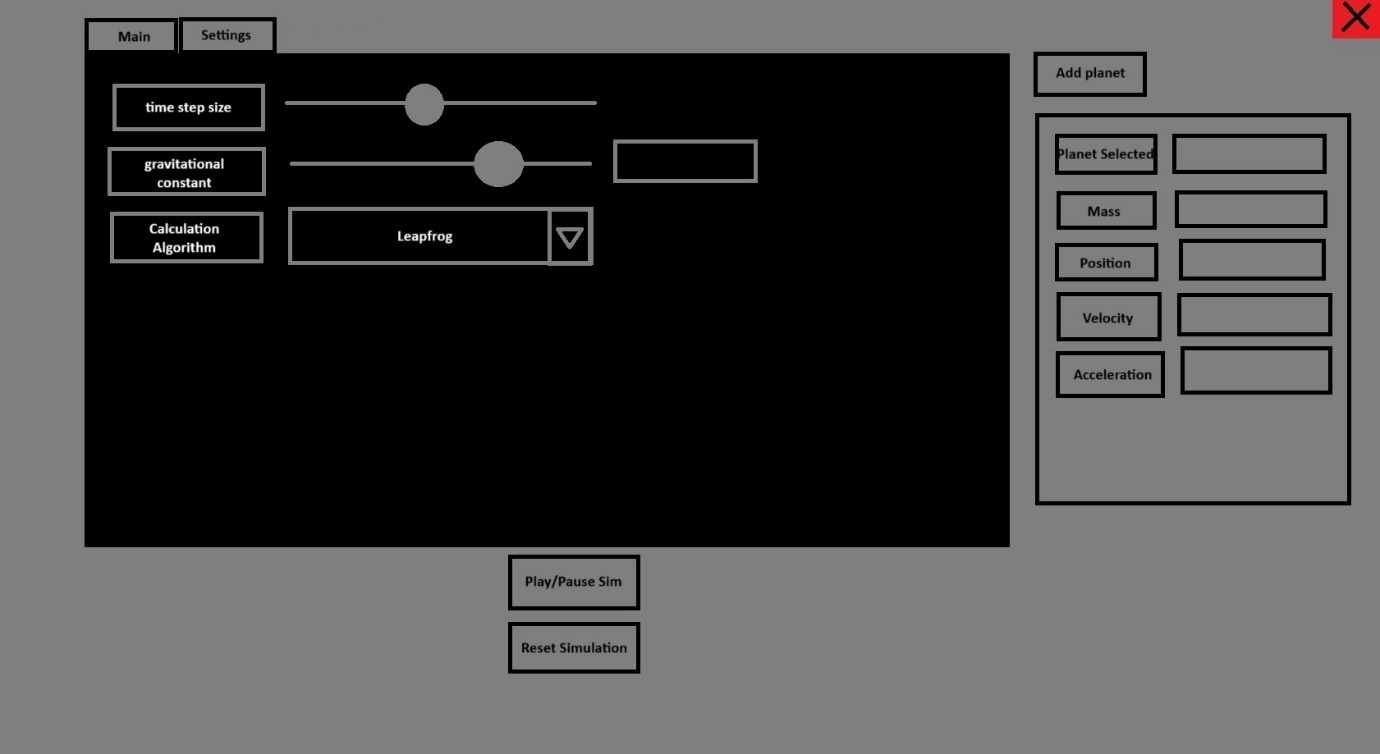 Main
Settings
time step size
gravitational
constant
Calculation
Algorithm
Leapfrog
Add planet
Planet Selected
Mass
Position
Velocity
Acceleration
Play/Pause Sim
Reset Simulation